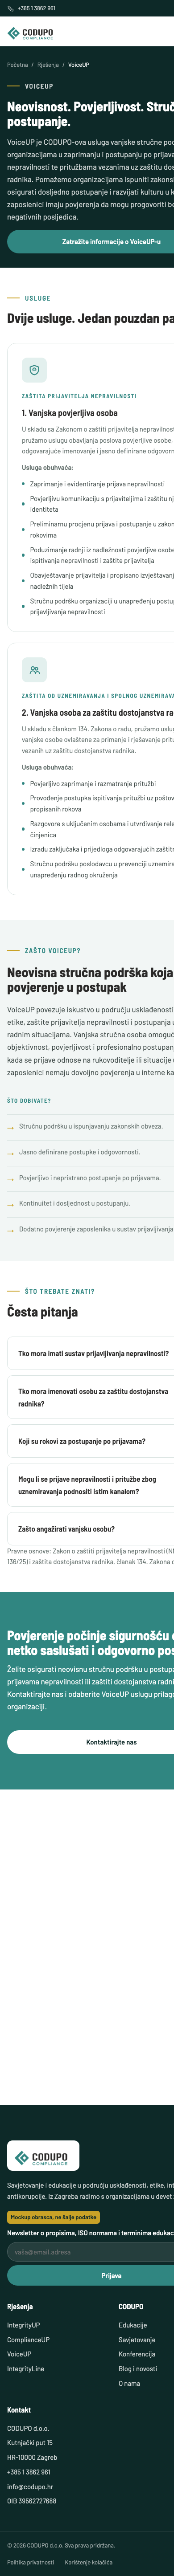 +385 1 3862 961
CODUPO
COMPLIANCE
Početna / Rješenja / VoiceUP
VOICEUP
Neovisnost. Povjerljivost. Struč
postupanje.
VoiceUP je CODUPO-ova usluga vanjske stručne po
organizacijama u zaprimanju i postupanju po prijava
nepravilnosti te pritužbama vezanim uz zaštitu dost
radnika. Pomažemo organizacijama ispuniti zakonsk
osigurati dosljedno postupanje i razvijati kulturu u k
zaposlenici imaju povjerenja da mogu progovoriti be
negativnih posljedica.
Zatražite informacije o VoiceUP-u
USLUGE
Dvije usluge. Jedan pouzdan pa
ZAŠTITA PRIJAVITELJA NEPRAVILNOSTI
1. Vanjska povjerljiva osoba
U skladu sa Zakonom o zaštiti prijavitelja nepravilnost
pružamo uslugu obavljanja poslova povjerljive osobe,
odgovarajuće imenovanje i jasno definirane odgovorn
Usluga obuhvaća:
Zaprimanje i evidentiranje prijava nepravilnosti
Povjerljivu komunikaciju s prijaviteljima i zaštitu nj
identiteta
Preliminarnu procjenu prijava i postupanje u zakon
rokovima
Poduzimanje radnji iz nadležnosti povjerljive osobe
ispitivanja nepravilnosti i zaštite prijavitelja
Obavještavanje prijavitelja i propisano izvještavanj
nadležnih tijela
Stručnu podršku organizaciji u unapređenju postup
prijavljivanja nepravilnosti
ZAŠTITA OD UZNEMIRAVANJA I SPOLNOG UZNEMIRAVA
2. Vanjska osoba za zaštitu dostojanstva ra
U skladu s člankom 134. Zakona o radu, pružamo uslu
vanjske osobe ovlaštene za primanje i rješavanje pritu
vezanih uz zaštitu dostojanstva radnika.
Usluga obuhvaća:
Povjerljivo zaprimanje i razmatranje pritužbi
Provođenje postupka ispitivanja pritužbi uz poštov
propisanih rokova
Razgovore s uključenim osobama i utvrđivanje rele
činjenica
Izradu zaključaka i prijedloga odgovarajućih zaštitn
Stručnu podršku poslodavcu u prevenciji uznemira
unapređenju radnog okruženja
ZAŠTO VOICEUP?
Neovisna stručna podrška koja
povjerenje u postupak
VoiceUP povezuje iskustvo u području usklađenosti,
etike, zaštite prijavitelja nepravilnosti i postupanja u
radnim situacijama. Vanjska stručna osoba omoguć
objektivnost, povjerljivost i profesionalno postupan
kada se prijave odnose na rukovoditelje ili situacije u
zaposlenici nemaju dovoljno povjerenja u interne ka
ŠTO DOBIVATE?
→ Stručnu podršku u ispunjavanju zakonskih obveza.
→ Jasno definirane postupke i odgovornosti.
→ Povjerljivo i nepristrano postupanje po prijavama.
→ Kontinuitet i dosljednost u postupanju.
→ Dodatno povjerenje zaposlenika u sustav prijavljivanja
ŠTO TREBATE ZNATI?
Česta pitanja
Tko mora imati sustav prijavljivanja nepravilnosti?
Tko mora imenovati osobu za zaštitu dostojanstva
radnika?
Koji su rokovi za postupanje po prijavama?
Mogu li se prijave nepravilnosti i pritužbe zbog
uznemiravanja podnositi istim kanalom?
Zašto angažirati vanjsku osobu?
Pravne osnove: Zakon o zaštiti prijavitelja nepravilnosti (NN
136/25) i zaštita dostojanstva radnika, članak 134. Zakona o
Povjerenje počinje sigurnošću d
netko saslušati i odgovorno pos
Želite osigurati neovisnu stručnu podršku u postupa
prijavama nepravilnosti ili zaštiti dostojanstva radnik
Kontaktirajte nas i odaberite VoiceUP uslugu prilago
organizaciji.
Kontaktirajte nas
CODUPO
COMPLIANCE
Savjetovanje i edukacije u području usklađenosti, etike, int
antikorupcije. Iz Zagreba radimo s organizacijama u devet z
Mockup obrasca, ne šalje podatke
Newsletter o propisima, ISO normama i terminima edukac
vaša@email.adresa
Prijava
Rješenja
IntegrityUP
ComplianceUP
VoiceUP
IntegrityLine
CODUPO
Edukacije
Savjetovanje
Konferencija
Blog i novosti
O nama
Kontakt
CODUPO d.o.o.
Kutnjački put 15
HR-10000 Zagreb
+385 1 3862 961
info@codupo.hr
OIB 39562727688
© 2026 CODUPO d.o.o. Sva prava pridržana.
Politika privatnosti Korištenje kolačića